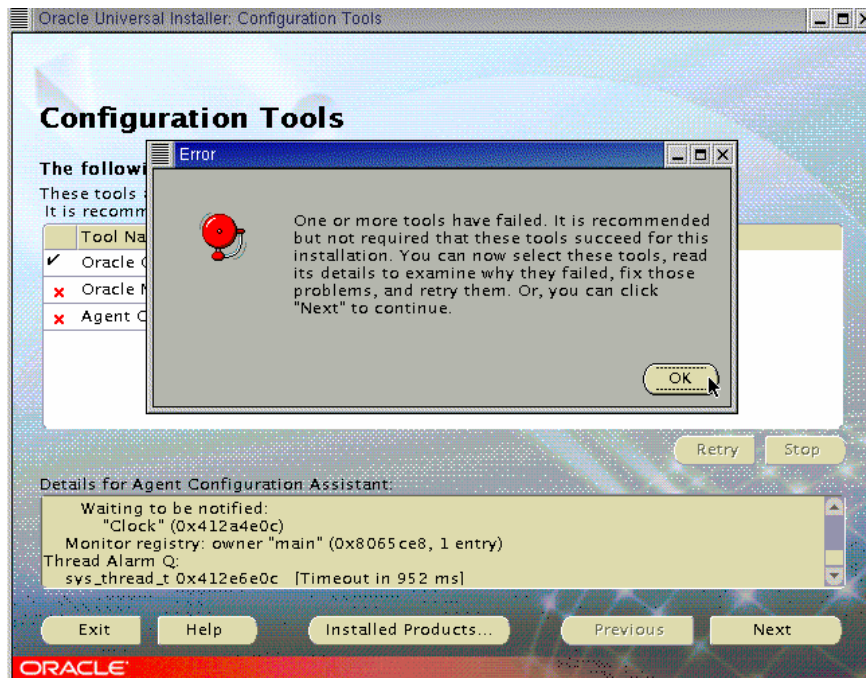 Oracle Universal Installer: Configuration Tools
Configuration Tools
Error
The followi
These tools
It is recomm
One or more tools have failed. It is recommended
but not required that these tools succeed for this
installation. You can now select these tools, read
its details to examine why they failed, fix those
problems, and retry them. Or, you can click
"Next" to continue.
Tool Na
Oracle
Oracle
Agent C
OK
Retry
Stop
Details for Agent Configuration Assistant:
Waiting to be notified:
"Clock" (0x412a4e0c)
Monitor registry: owner "main" (0x8065ce8, 1 entry)
Thread Alarm Q:
sys_thread_t 0x412e6e0c [Timeout in 952 ms]
Exit
Help
Installed Products...
Previous
Next
ORACLE